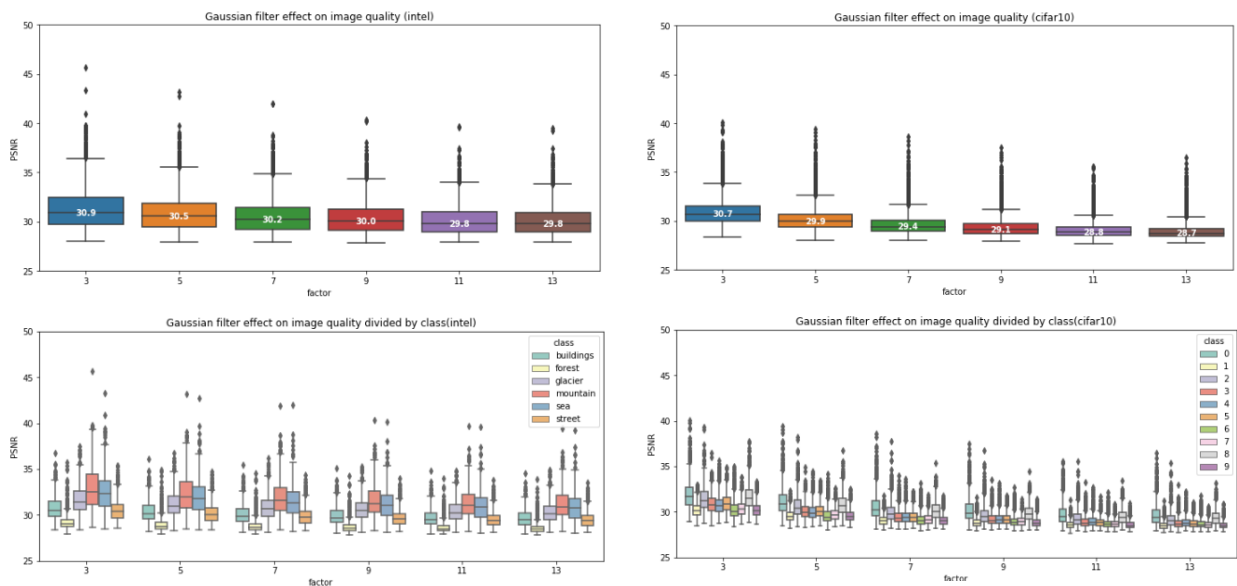 Gaussian filter effect on image quality (intel)
50
45
40
35
30
25
PSNR
30.9 30.5 30.2 30.0 29.8 29.8
3 5 7 9 11 13
factor
Gaussian filter effect on image quality (cifar10)
50
45
40
35
30
25
PSNR
30.7 29.9 29.4 29.1 28.8 28.7
3 5 7 9 11 13
factor
Gaussian filter effect on image quality divided by class(intel)
50
45
40
35
30
25
PSNR
class
buildings
forest
glacier
mountain
sea
street
3 5 7 9 11 13
factor
Gaussian filter effect on image quality divided by class(cifar10)
50
45
40
35
30
25
PSNR
class
0
1
2
3
4
5
6
7
8
9
3 5 7 9 11 13
factor